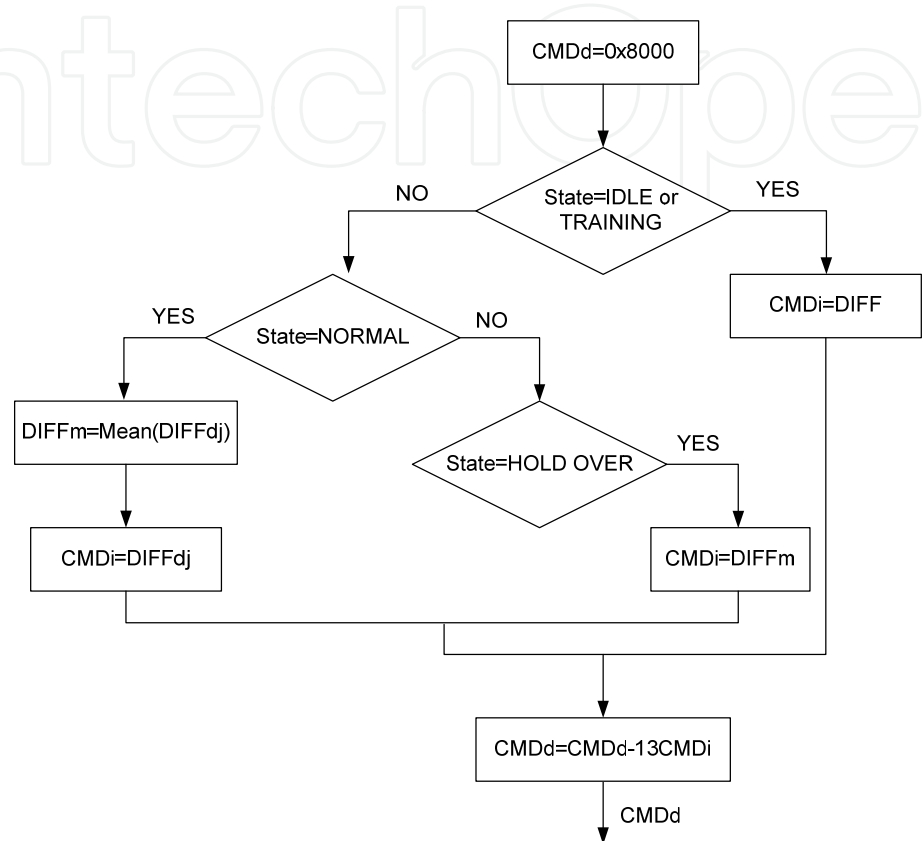 ntechOpe
CMDd=0x8000
NO
State=IDLE or
TRAINING
YES
YES
State=NORMAL
NO
CMDi=DIFF
DIFFm=Mean(DIFFdj)
State=HOLD OVER
YES
CMDi=DIFFdj
CMDi=DIFFm
CMDd=CMDd-13CMDi
CMDd